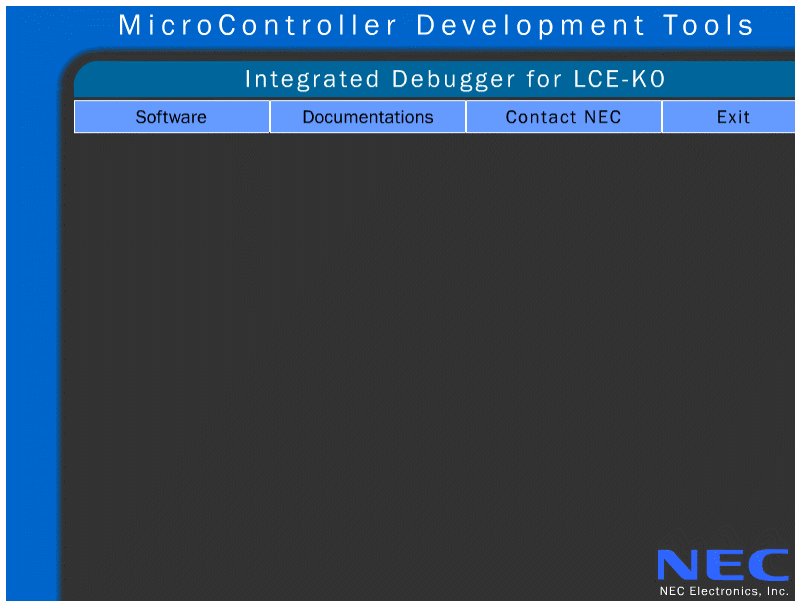 MicroController Development Tools
Integrated Debugger for LCE-K0
Software Documentations Contact NEC Exit
NEC
NEC Electronics, Inc.